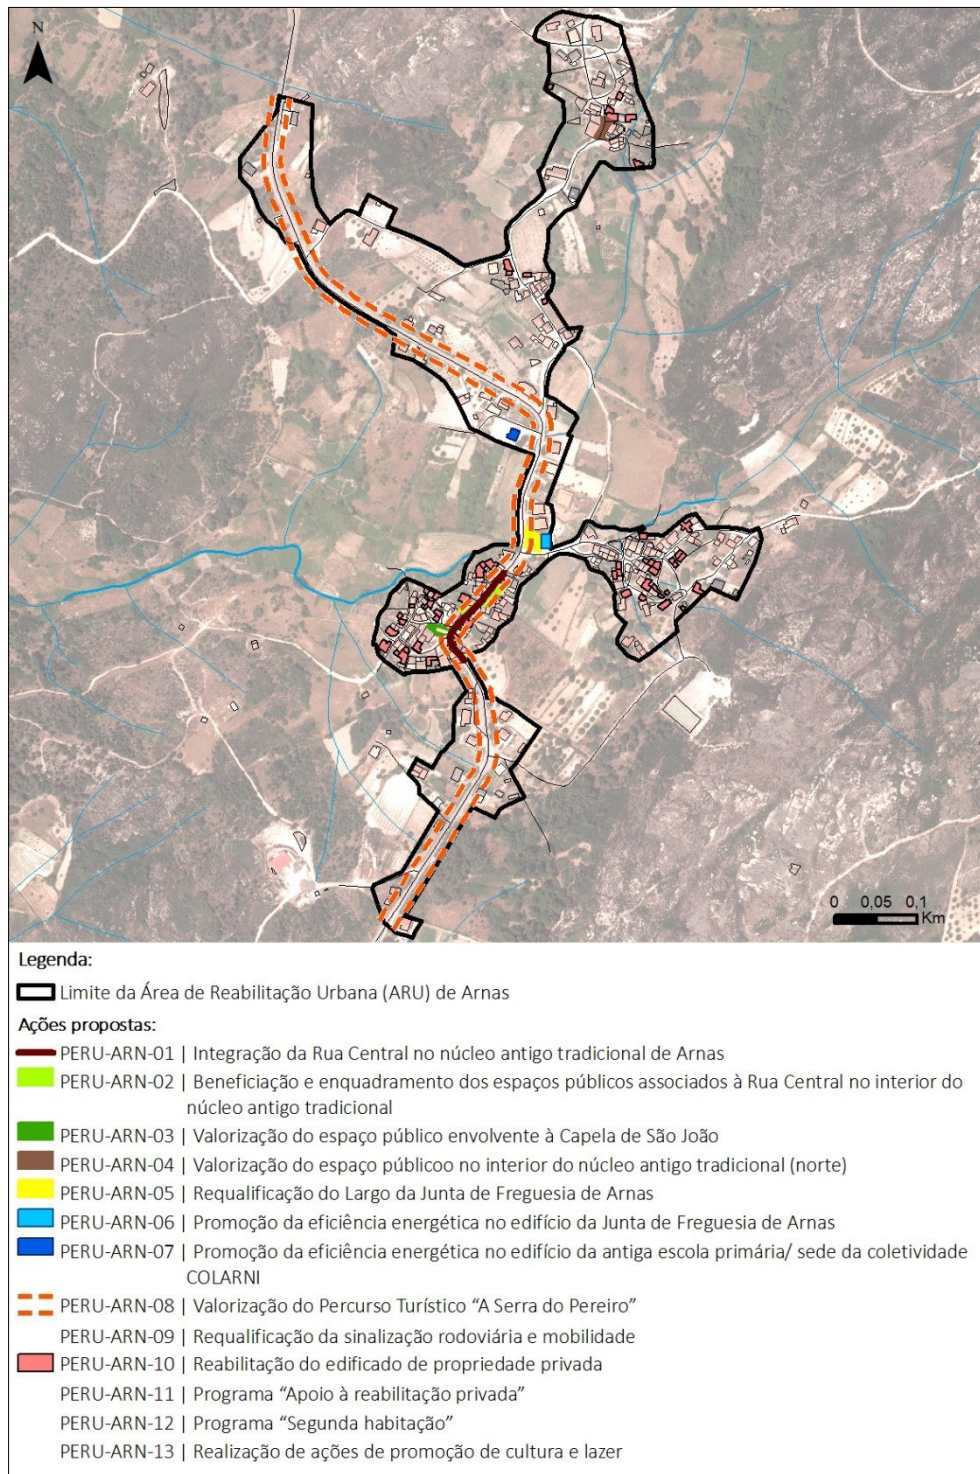 N
0 0,05 0,1
Km
Legenda:
Limite da Área de Reabilitação Urbana (ARU) de Arnas
Ações propostas:
PERU-ARN-01 | Integração da Rua Central no núcleo antigo tradicional de Arnas
PERU-ARN-02 | Beneficiação e enquadramento dos espaços públicos associados à Rua Central no interior do
núcleo antigo tradicional
PERU-ARN-03 | Valorização do espaço público envolvente à Capela de São João
PERU-ARN-04 | Valorização do espaço públicoo no interior do núcleo antigo tradicional (norte)
PERU-ARN-05 | Requalificação do Largo da Junta de Freguesia de Arnas
PERU-ARN-06 | Promoção da eficiência energética no edifício da Junta de Freguesia de Arnas
PERU-ARN-07 | Promoção da eficiência energética no edifício da antiga escola primária/ sede da coletividade
COLARNI
PERU-ARN-08 | Valorização do Percurso Turístico “A Serra do Pereiro”
PERU-ARN-09 | Requalificação da sinalização rodoviária e mobilidade
PERU-ARN-10 | Reabilitação do edificado de propriedade privada
PERU-ARN-11 | Programa “Apoio à reabilitação privada”
PERU-ARN-12 | Programa “Segunda habitação”
PERU-ARN-13 | Realização de ações de promoção de cultura e lazer